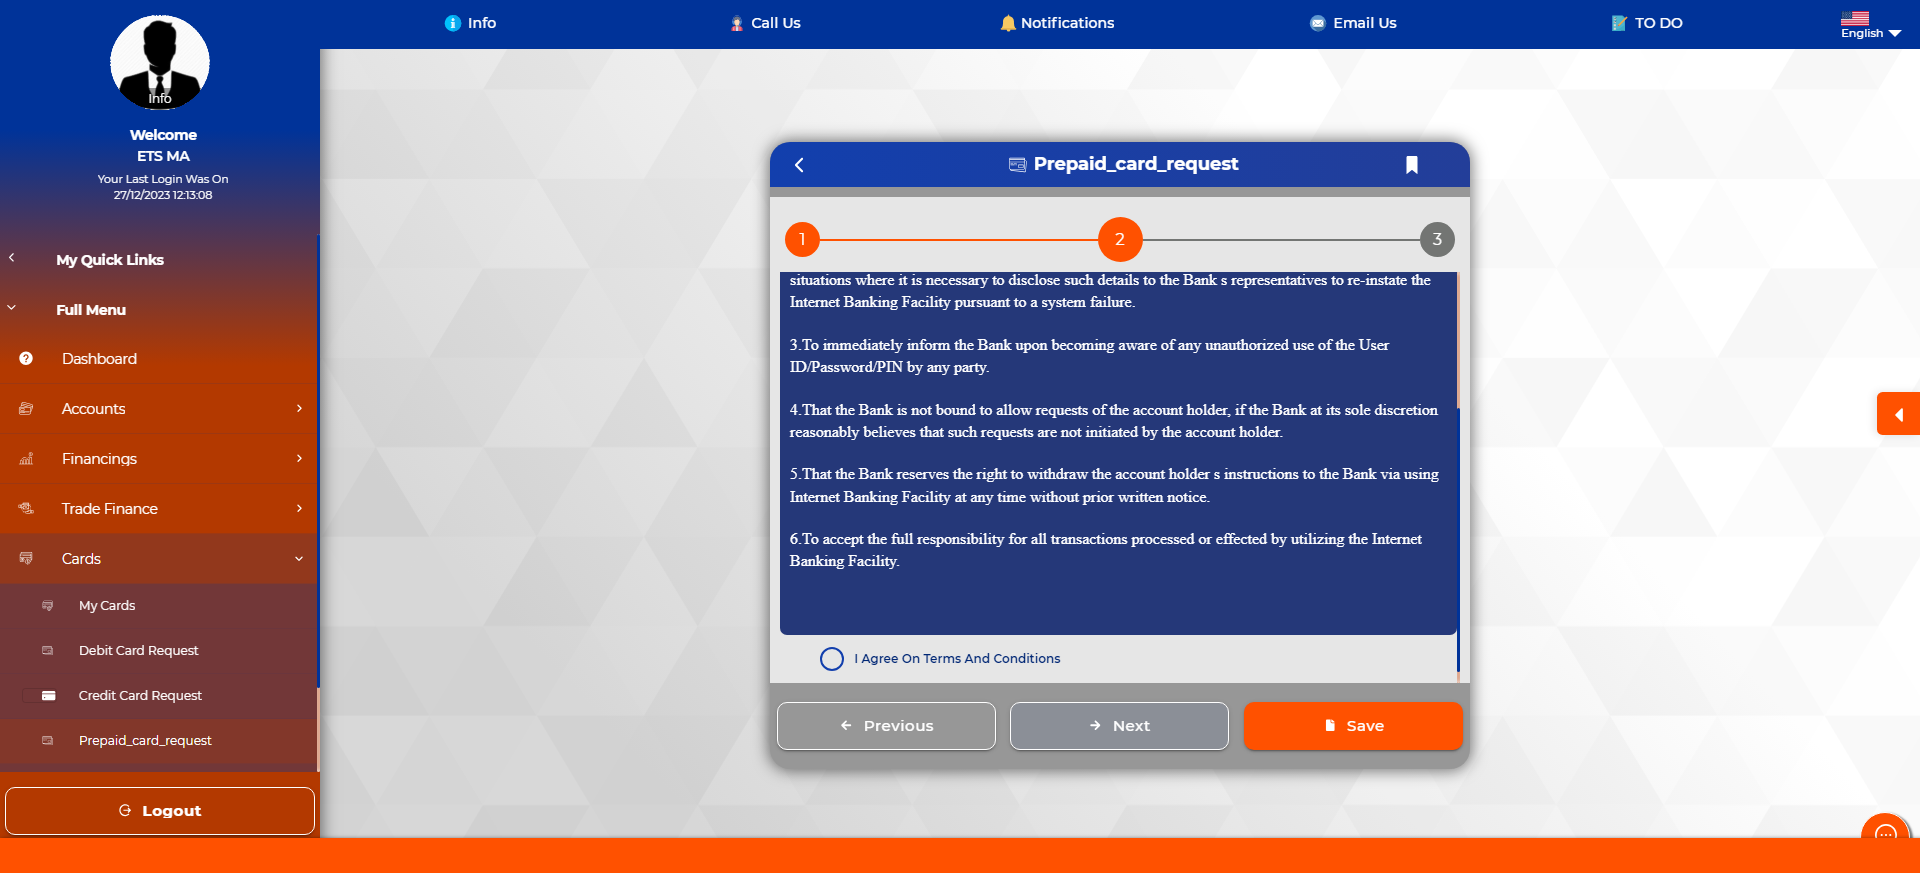 Info
Call Us
Notifications
Email Us
TO DO
English
Info
Welcome
ETS MA
Your Last Login Was On
27/12/2023 12:13:08
My Quick Links
Full Menu
Dashboard
Accounts
Financings
Trade Finance
Cards
My Cards
Debit Card Request
Credit Card Request
Prepaid_card_request
Logout
Prepaid_card_request
1
2
3
situations where it is necessary to disclose such details to the Bank s representatives to re-instate the
Internet Banking Facility pursuant to a system failure.
3.To immediately inform the Bank upon becoming aware of any unauthorized use of the User
ID/Password/PIN by any party.
4.That the Bank is not bound to allow requests of the account holder, if the Bank at its sole discretion
reasonably believes that such requests are not initiated by the account holder.
5.That the Bank reserves the right to withdraw the account holder s instructions to the Bank via using
Internet Banking Facility at any time without prior written notice.
6.To accept the full responsibility for all transactions processed or effected by utilizing the Internet
Banking Facility.
I Agree On Terms And Conditions
Previous
Next
Save